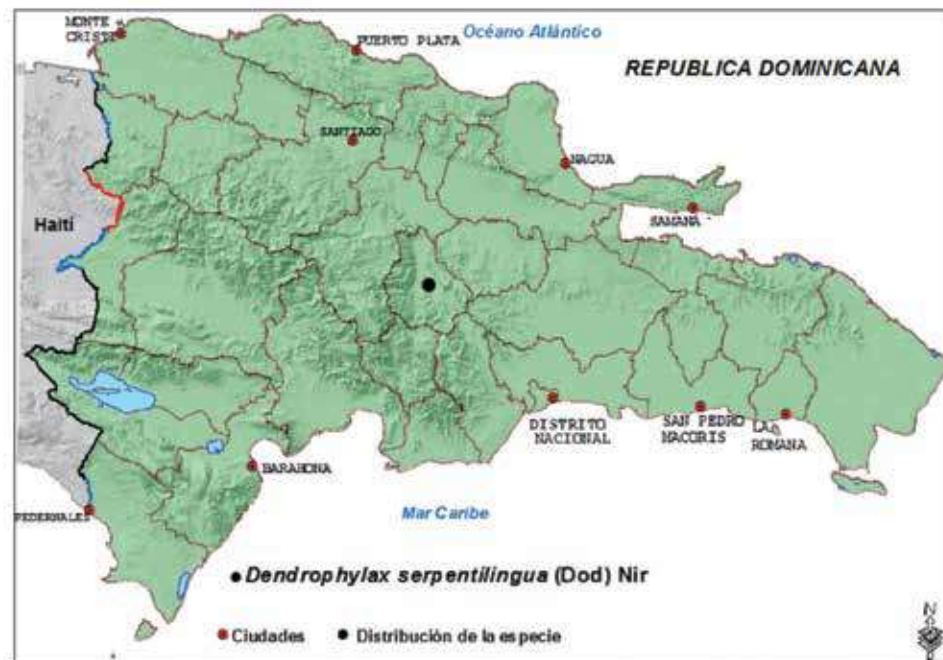 MONTE
CRISTI
PUERTO PLATA
Océano Atlántico
REPUBLICA DOMINICANA
SANTIAGO
NAGUA
SAMANA
Haití
DISTRITO
NACIONAL
SAN PEDRO
MACORIS
LA
ROMANA
BARAHONA
PEDERNALES
Mar Caribe
Dendrophylax serpentilingua (Dod) Nir
Ciudades
Distribución de la especie
N